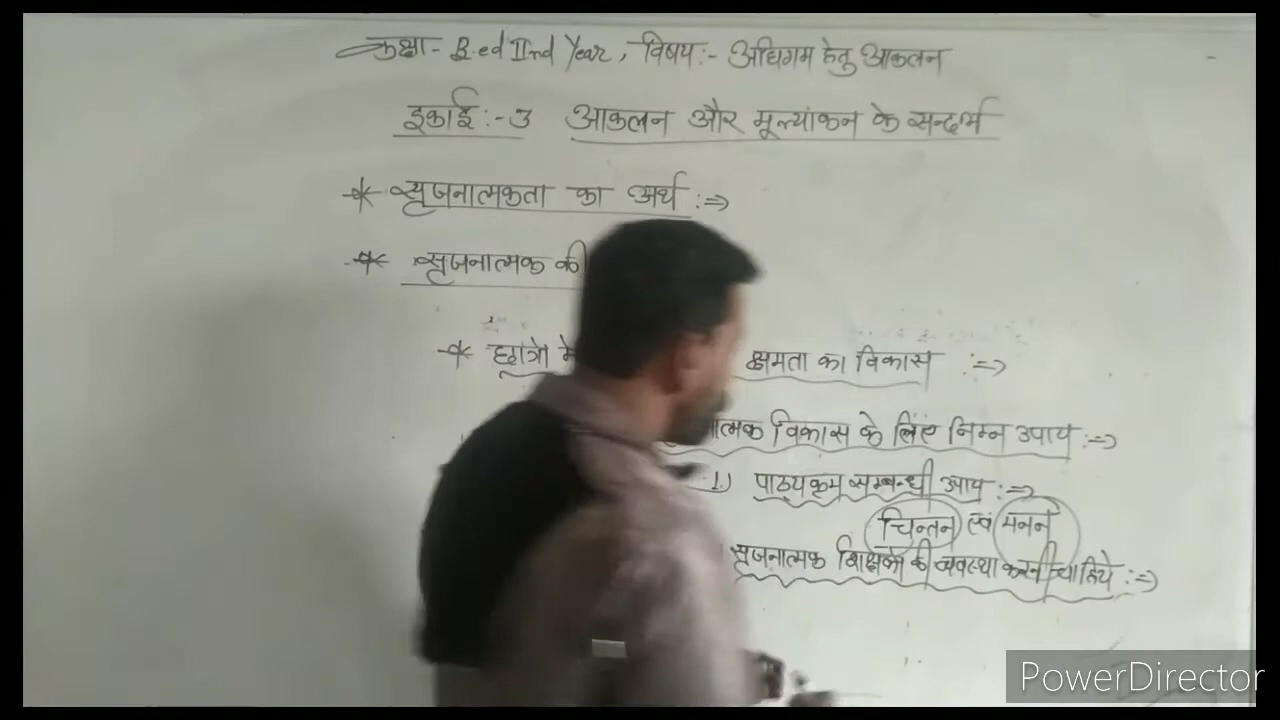 कक्षा - B.ed IInd Year, विषय :- अधिगम हेतु आकलन
इकाई :- 3 आकलन और मूल्यांकन के सन्दर्भ
* सृजनात्मकता का अर्थ :⇒
* सृजनात्मक की
* छात्रो मे क्षमता का विकास :⇒
नात्मक विकास के लिए निम्न उपाय :⇒
1.) पाठ्यक्रम सम्बन्धी उपाय :⇒
चिन्तन एवं मनन
सृजनात्मक शिक्षको की व्यवस्था करनी चाहिये :⇒
PowerDirector